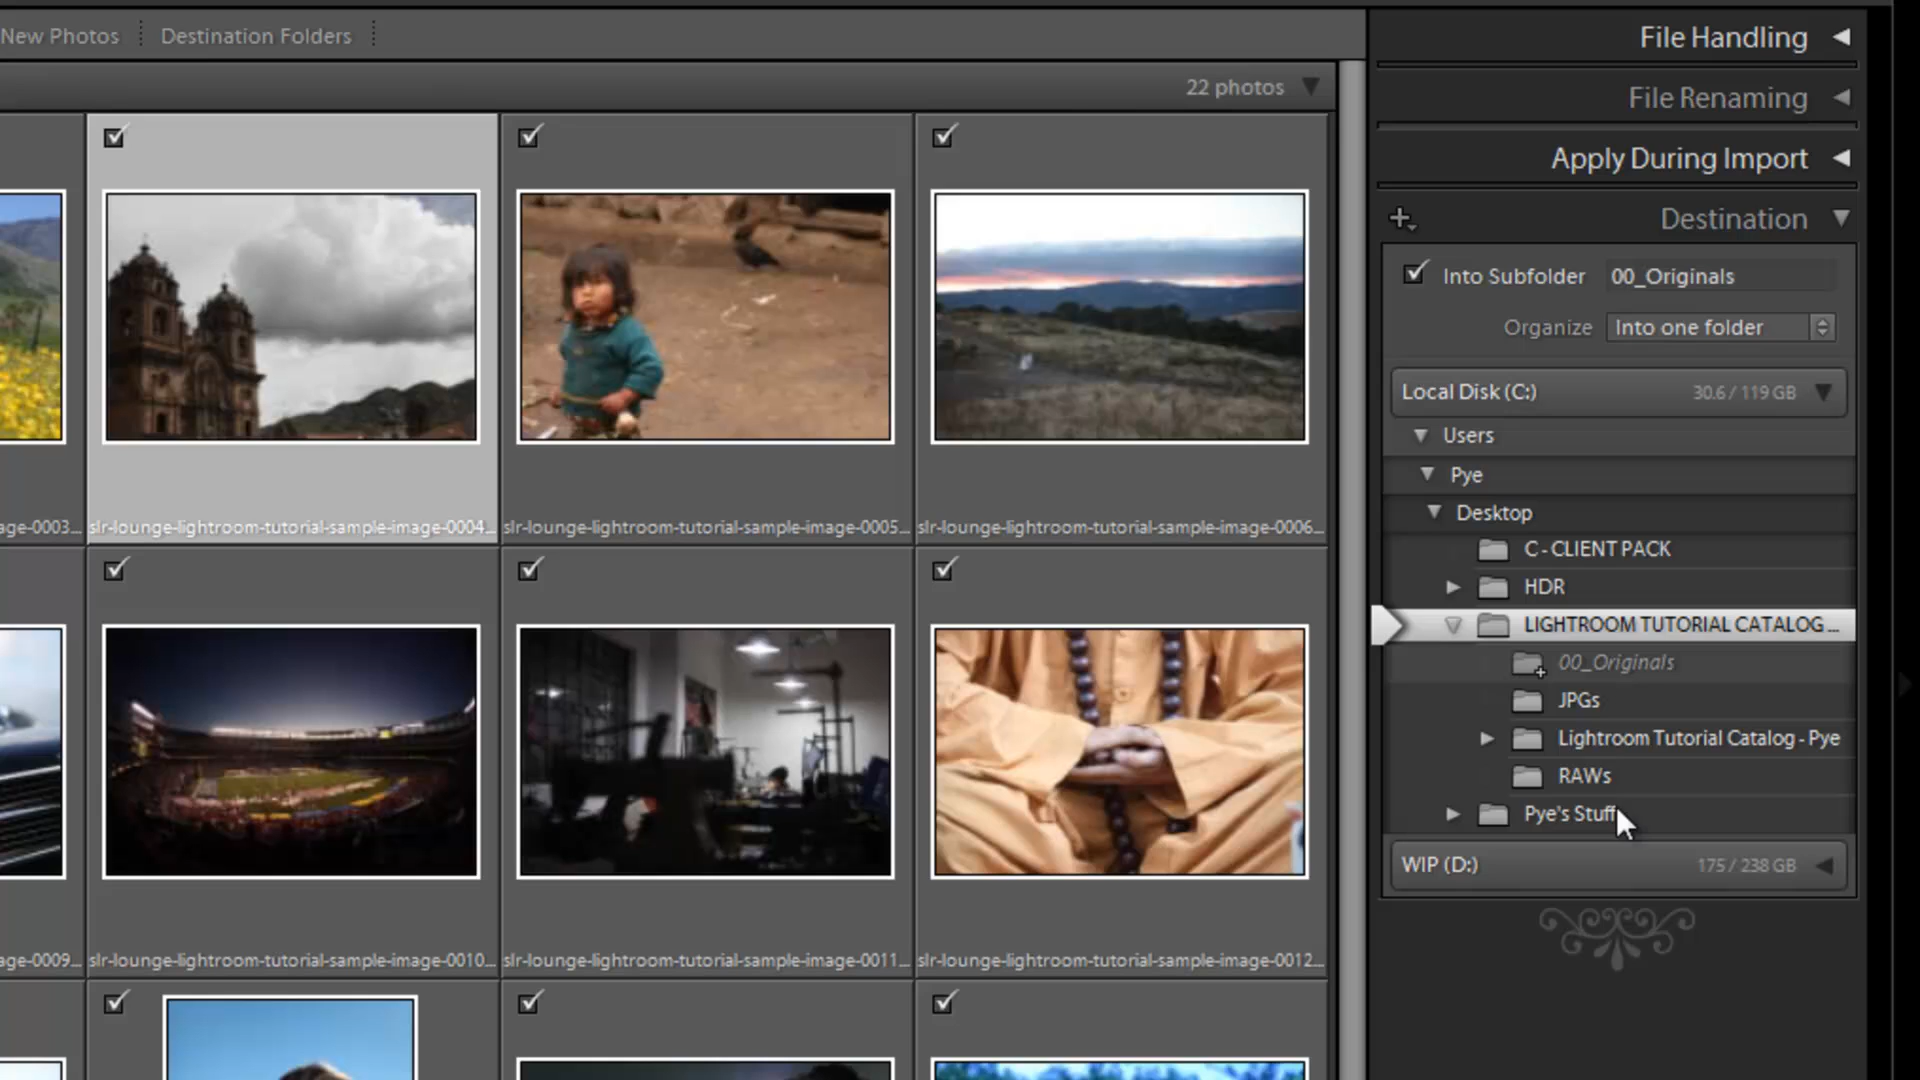 New Photos
Destination Folders
22 photos
age-0003...
slr-lounge-lightroom-tutorial-sample-image-0004...
slr-lounge-lightroom-tutorial-sample-image-0005...
slr-lounge-lightroom-tutorial-sample-image-0006...
age-0009...
slr-lounge-lightroom-tutorial-sample-image-0010...
slr-lounge-lightroom-tutorial-sample-image-0011...
slr-lounge-lightroom-tutorial-sample-image-0012...
File Handling
File Renaming
Apply During Import
Destination
Into Subfolder 00_Originals
Organize Into one folder
Local Disk (C:) 30.6 / 119 GB
Users
Pye
Desktop
C - CLIENT PACK
HDR
LIGHTROOM TUTORIAL CATALOG ...
00_Originals
JPGs
Lightroom Tutorial Catalog - Pye
RAWs
Pye's Stuff
WIP (D:) 175 / 238 GB